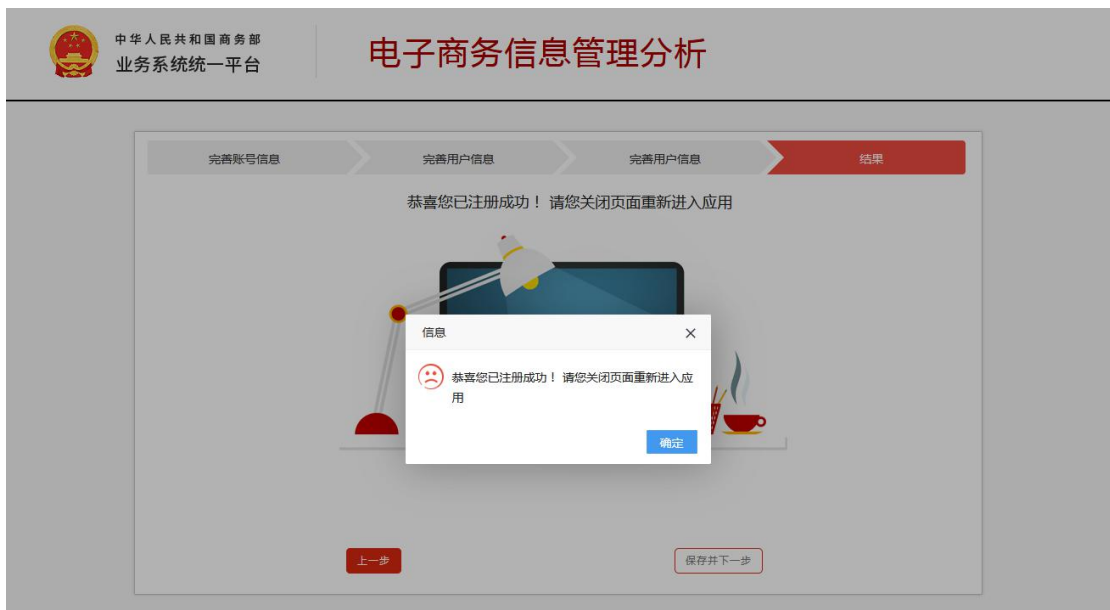 中华人民共和国商务部
业务系统统一平台
电子商务信息管理分析
完善账号信息
完善用户信息
完善用户信息
结果
恭喜您已注册成功！ 请您关闭页面重新进入应用
信息
恭喜您已注册成功！ 请您关闭页面重新进入应
用
确定
上一步
保存并下一步